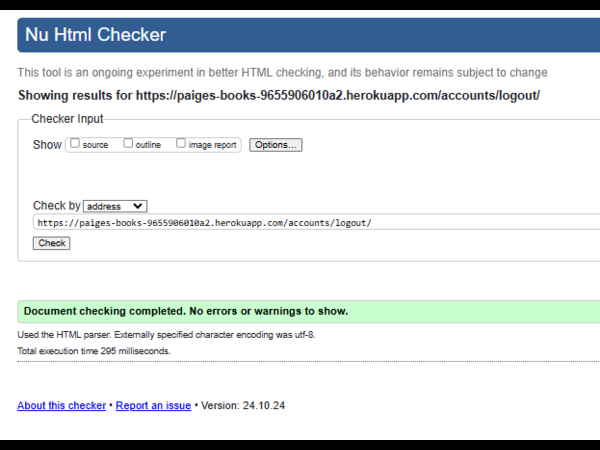 Nu Html Checker
This tool is an ongoing experiment in better HTML checking, and its behavior remains subject to change
Showing results for https://paiges-books-9655906010a2.herokuapp.com/accounts/logout/
Checker Input
Show source outline image report Options...
Check by address
https://paiges-books-9655906010a2.herokuapp.com/accounts/logout/
Check
Document checking completed. No errors or warnings to show.
Used the HTML parser. Externally specified character encoding was utf-8.
Total execution time 295 milliseconds.
About this checker • Report an issue • Version: 24.10.24